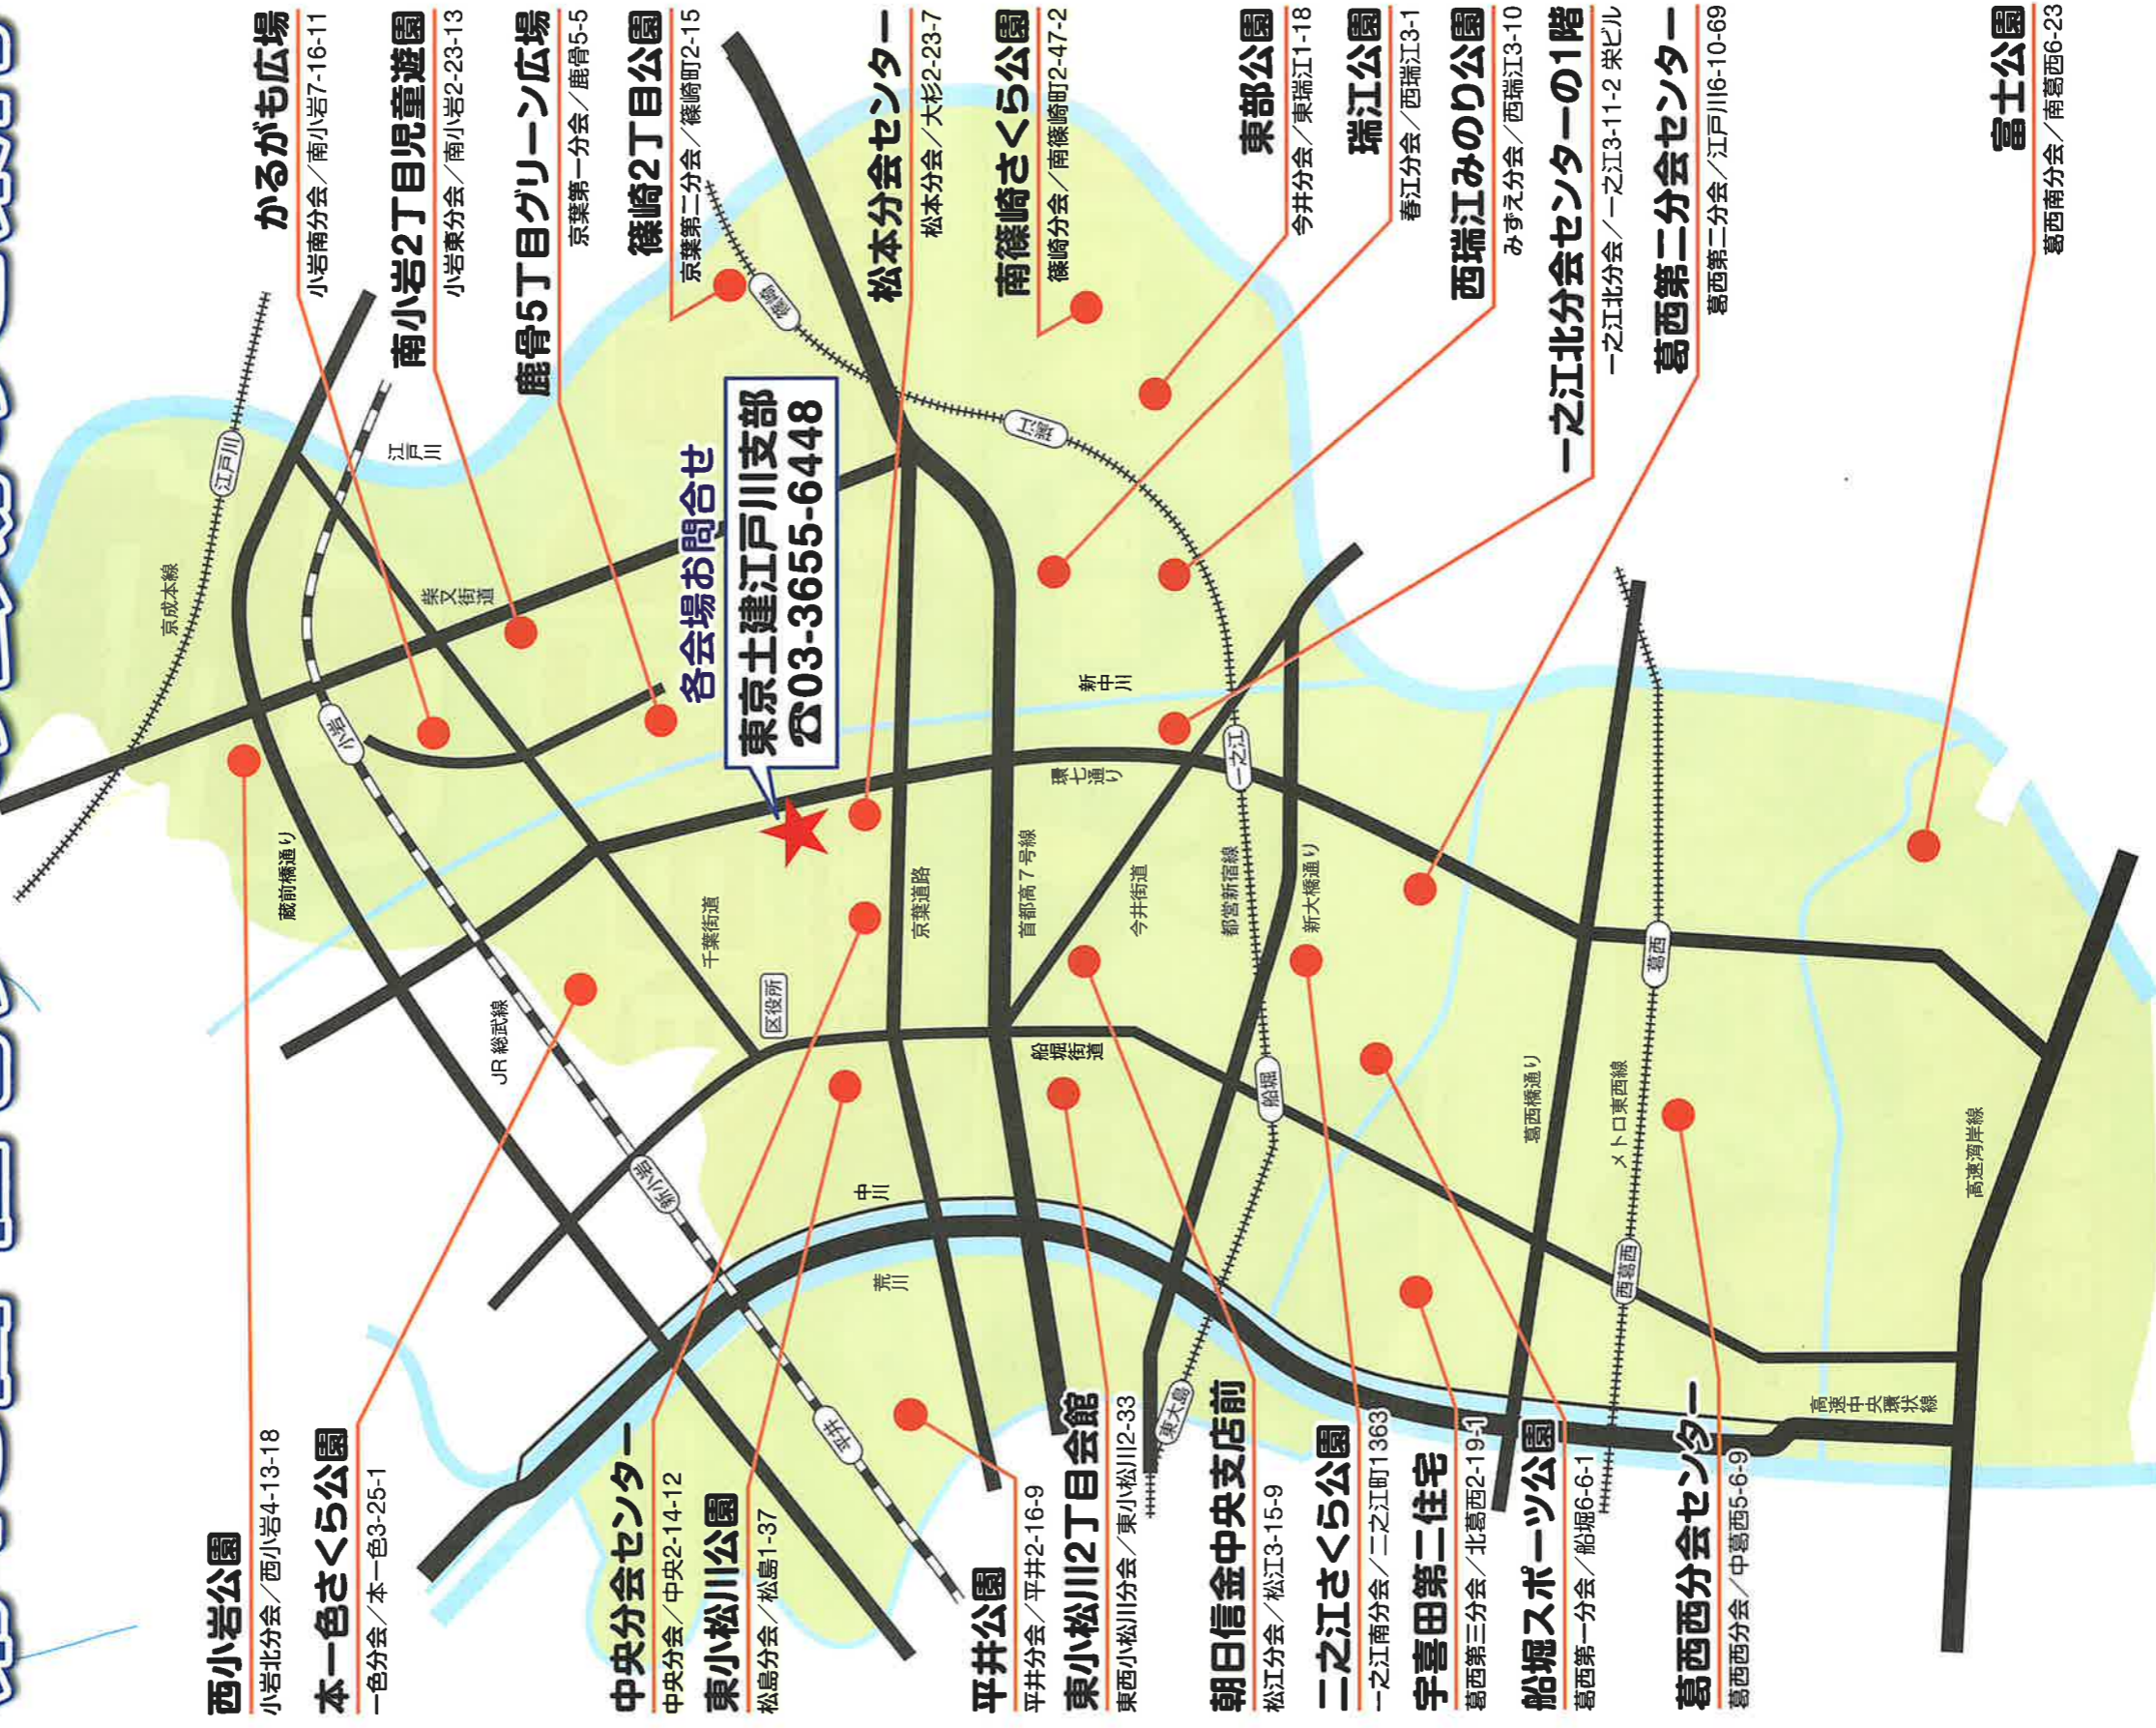 西小岩公園
小岩北分会／西小岩4-13-18
本一色さくら公園
一色分会／本一色3-25-1
中央分会センター
中央分会／中央2-14-12
東小松川公園
松島分会／松島1-37
平井公園
平井分会／平井2-16-9
東小松川2丁目会館
東西小松川分会／東小松川2-33
朝日信金中央支店前
松江分会／松江3-15-9
二之江さくら公園
一之江南分会／二之江町1363
宇喜田第二住宅
葛西第三分会／北葛西2-19-1
船堀スポーツ公園
葛西第一分会／船堀6-6-1
葛西西分会センター
葛西西分会／中葛西5-6-9
かるがも広場
小岩南分会／南小岩7-16-11
南小岩2丁目児童遊園
小岩東分会／南小岩2-23-13
鹿骨5丁目グリーン広場
京葉第一分会／鹿骨5-5
篠崎2丁目公園
京葉第二分会／篠崎町2-15
松本分会センター
松本分会／大杉2-23-7
南篠崎さくら公園
篠崎分会／南篠崎町2-47-2
東部公園
今井分会／東瑞江1-18
瑞江公園
春江分会／西瑞江3-1
西瑞江みのり公園
みずえ分会／西瑞江3-10
一之江北分会センターの1階
一之江北分会／一之江3-11-2 栄ビル
葛西第二分会センター
葛西第二分会／江戸川6-10-69
富士公園
葛西南分会／南葛西6-23
各会場お問合せ
東京土建江戸川支部
☎03-3655-6448
京成本線
江戸川
江戸川
柴又街道
小岩
蔵前橋通り
JR 総武線
千葉街道
区役所
新小岩
平井
中川
荒川
京葉道路
首都高7号線
船堀街道
環七通り
新中川
今井街道
都営新宿線
新大橋通り
篠崎
瑞江
一之江
船堀
東大島
葛西橋通り
メトロ東西線
葛西
西葛西
高速湾岸線
高速中央環状線